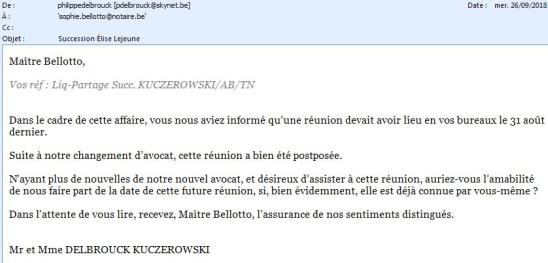 De : philippedelbrouck [pdelbrouck@skynet.be] Date : mer. 26/09/2018
À : 'sophie.bellotto@notaire.be'
Cc :
Objet : Succession Élise Lejeune
Maître Bellotto,
Vos réf : Liq-Partage Succ. KUCZEROWSKI/AB/TN
Dans le cadre de cette affaire, vous nous aviez informé qu'une réunion devait avoir lieu en vos bureaux le 31 août
dernier.
Suite à notre changement d'avocat, cette réunion a bien été postposée.
N'ayant plus de nouvelles de notre nouvel avocat, et désireux d'assister à cette réunion, auriez-vous l'amabilité
de nous faire part de la date de cette future réunion, si, bien évidemment, elle est déjà connue par vous-même ?
Dans l'attente de vous lire, recevez, Maître Bellotto, l'assurance de nos sentiments distingués.
Mr et Mme DELBROUCK KUCZEROWSKI